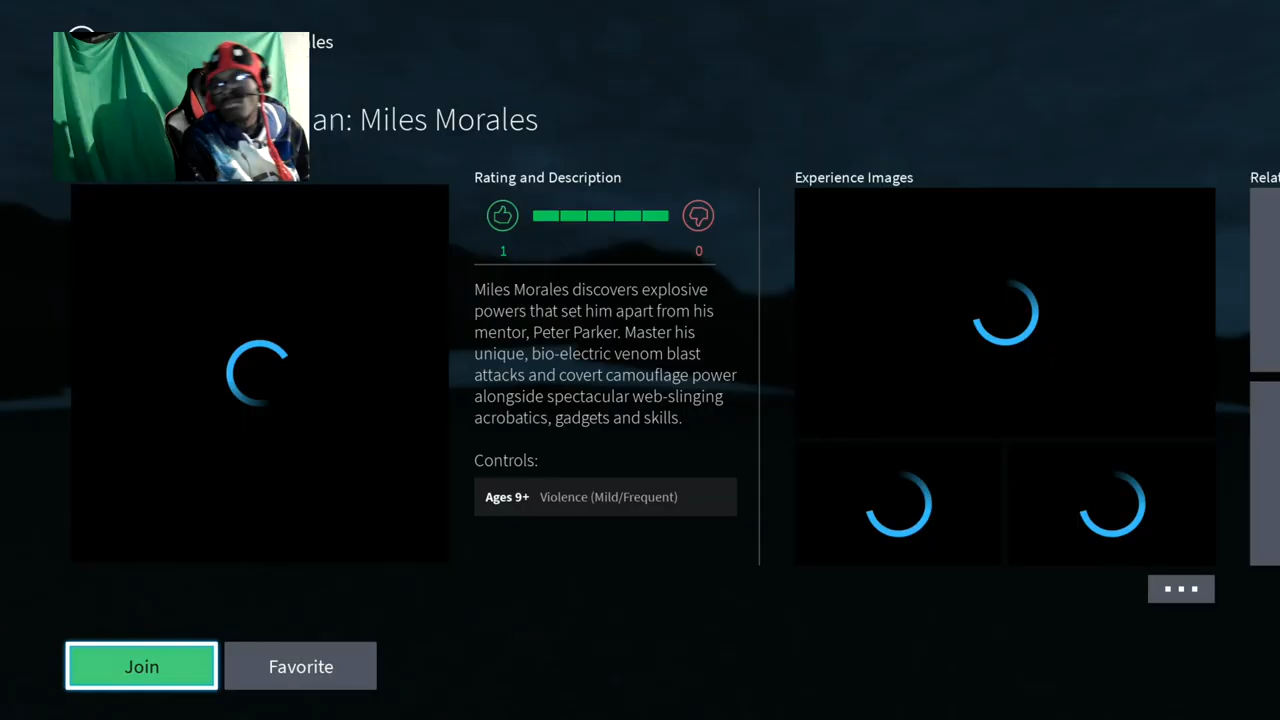 les
an: Miles Morales
Rating and Description
1
0
Miles Morales discovers explosive
powers that set him apart from his
mentor, Peter Parker. Master his
unique, bio-electric venom blast
attacks and covert camouflage power
alongside spectacular web-slinging
acrobatics, gadgets and skills.
Controls:
Ages 9+ Violence (Mild/Frequent)
Experience Images
Rela
Join
Favorite